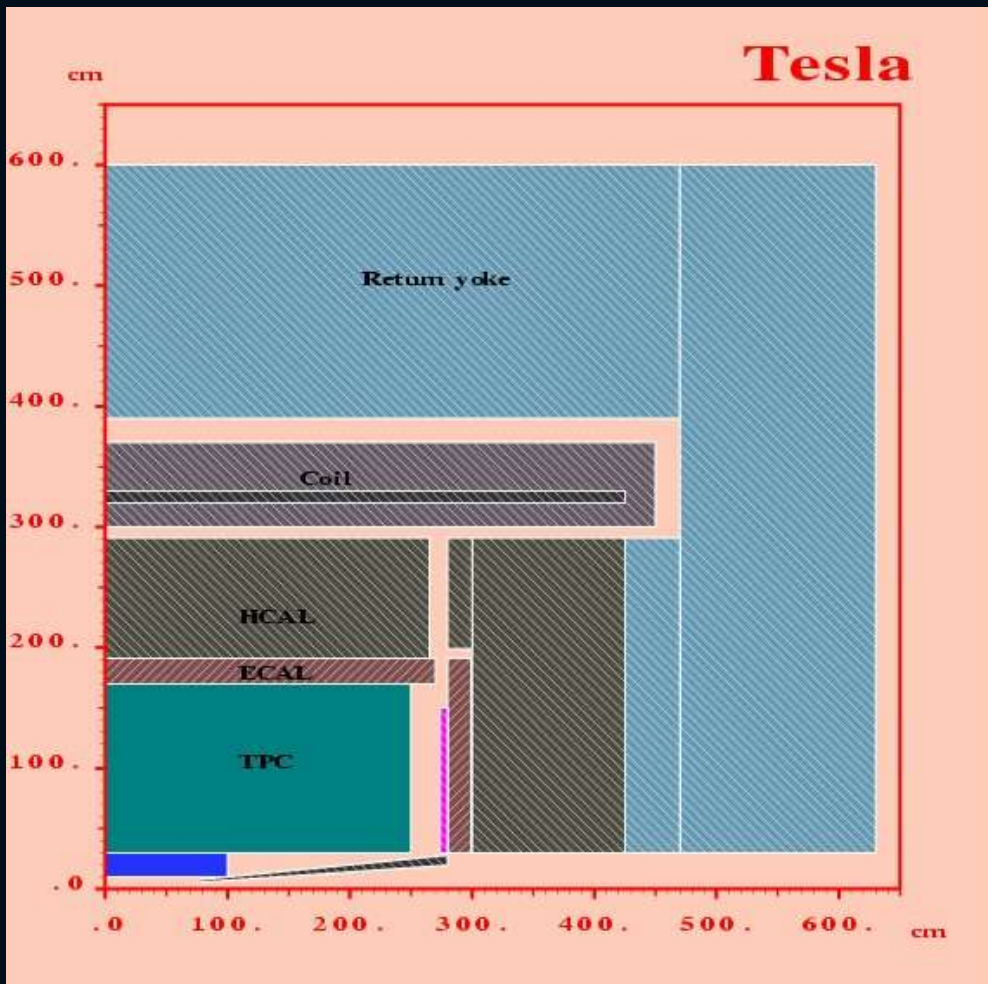 Tesla
cm
600.
500.
Return yoke
400.
Coil
300.
HCAL
200.
ECAL
TPC
100.
.0
.0 100. 200. 300. 400. 500. 600. cm